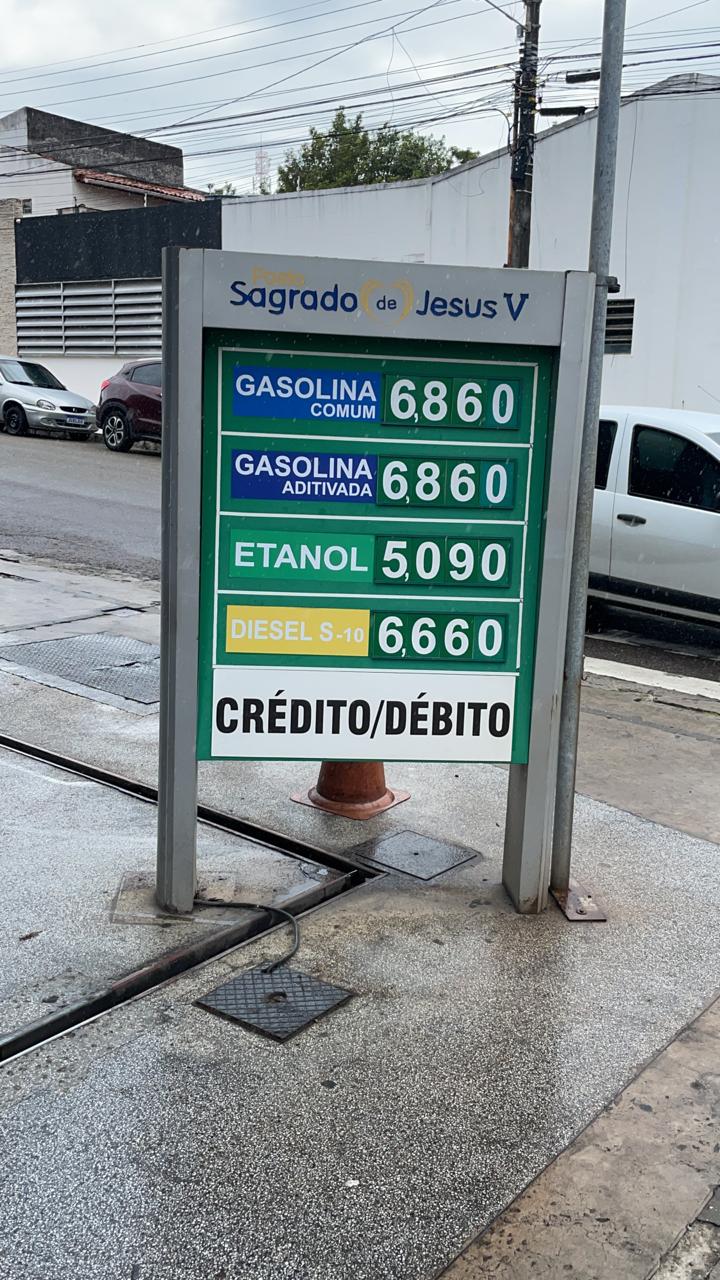 Posto
Sagrado de Jesus V
GASOLINA COMUM 6,860
GASOLINA ADITIVADA 6,860
ETANOL 5,090
DIESEL S-10 6,660
CRÉDITO/DÉBITO